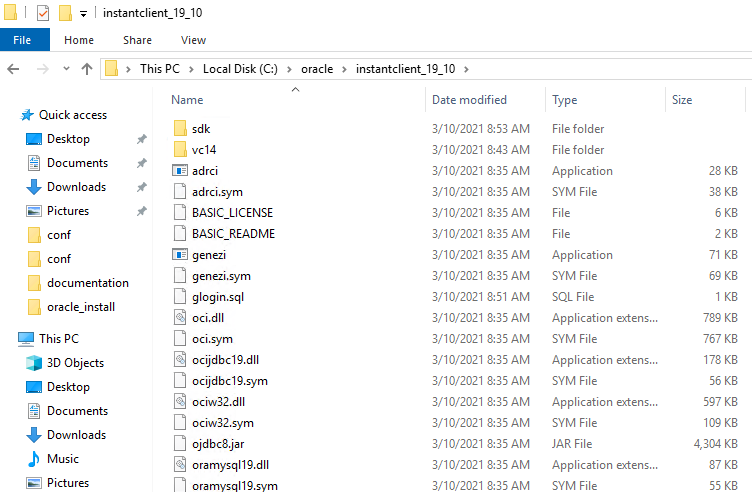 instantclient_19_10
File Home Share View
This PC Local Disk (C:) oracle instantclient_19_10
Name Date modified Type Size
Quick access
Desktop
Documents
Downloads
Pictures
conf
conf
documentation
oracle_install
This PC
3D Objects
Desktop
Documents
Downloads
Music
Pictures
sdk 3/10/2021 8:53 AM File folder
vc14 3/10/2021 8:43 AM File folder
adrci 3/10/2021 8:35 AM Application 28 KB
adrci.sym 3/10/2021 8:35 AM SYM File 38 KB
BASIC_LICENSE 3/10/2021 8:35 AM File 6 KB
BASIC_README 3/10/2021 8:35 AM File 2 KB
genezi 3/10/2021 8:35 AM Application 71 KB
genezi.sym 3/10/2021 8:35 AM SYM File 69 KB
glogin.sql 3/10/2021 8:51 AM SQL File 1 KB
oci.dll 3/10/2021 8:35 AM Application extens... 789 KB
oci.sym 3/10/2021 8:35 AM SYM File 767 KB
ocijdbc19.dll 3/10/2021 8:35 AM Application extens... 178 KB
ocijdbc19.sym 3/10/2021 8:35 AM SYM File 56 KB
ociw32.dll 3/10/2021 8:35 AM Application extens... 597 KB
ociw32.sym 3/10/2021 8:35 AM SYM File 109 KB
ojdbc8.jar 3/10/2021 8:35 AM JAR File 4,304 KB
oramysql19.dll 3/10/2021 8:35 AM Application extens... 87 KB
oramysql19.sym 3/10/2021 8:35 AM SYM File 55 KB